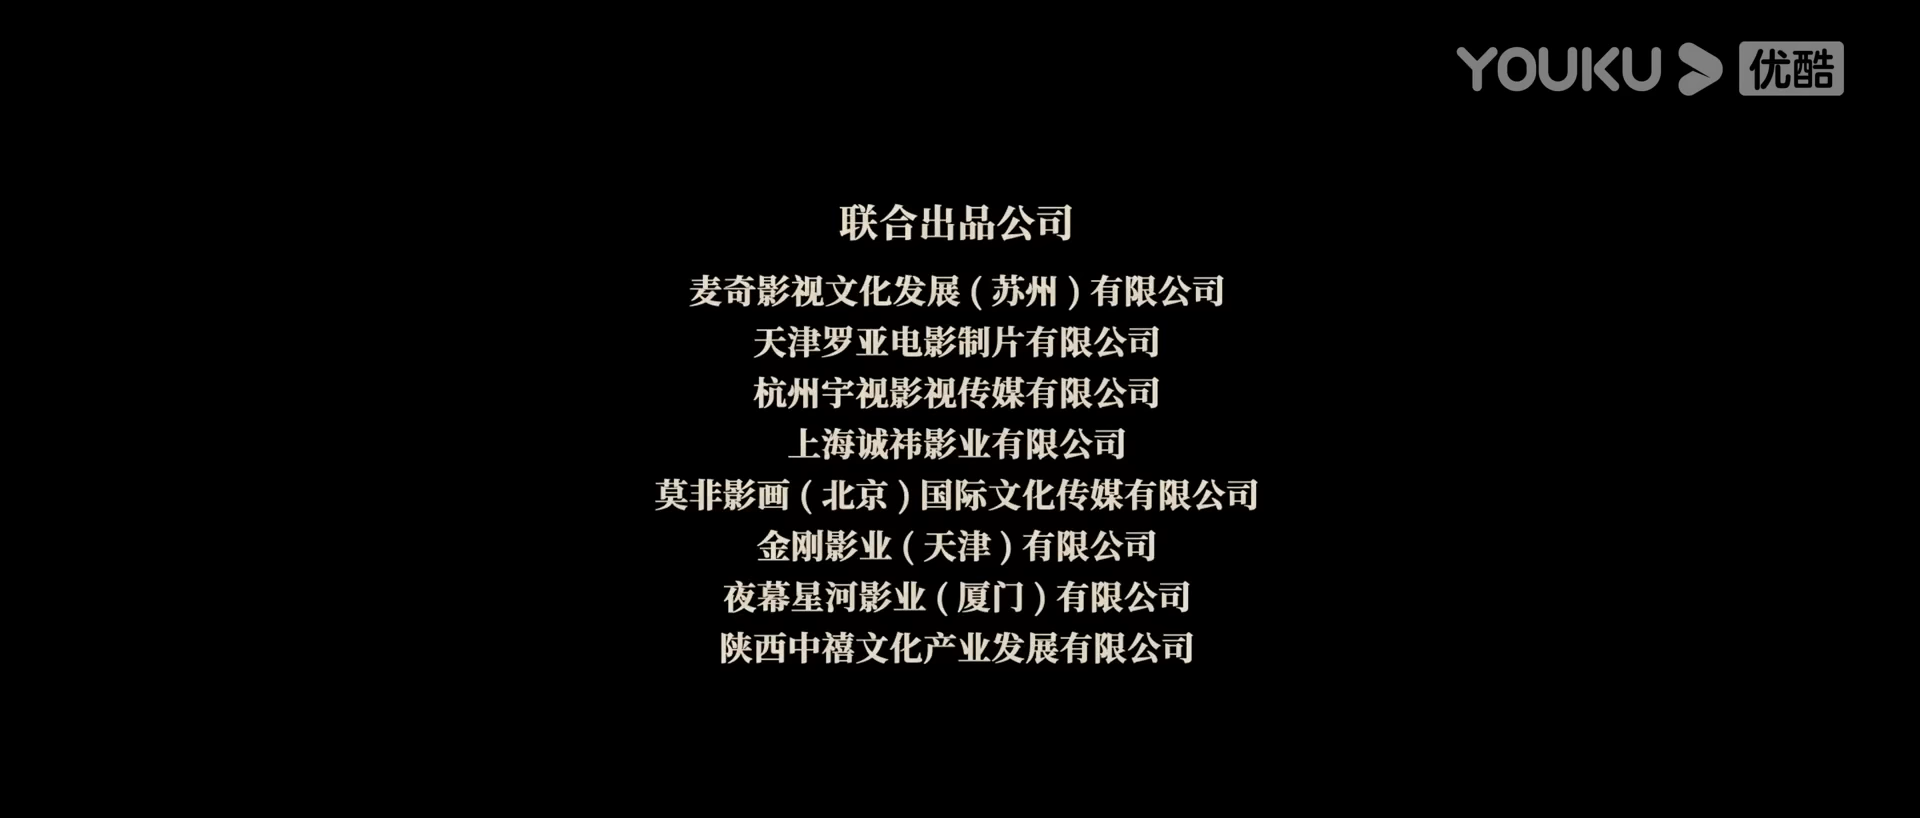 YOUKU 优酷
联合出品公司
麦奇影视文化发展(苏州)有限公司
天津罗亚电影制片有限公司
杭州宇视影视传媒有限公司
上海诚祎影业有限公司
莫非影画(北京)国际文化传媒有限公司
金刚影业(天津)有限公司
夜幕星河影业(厦门)有限公司
陕西中禧文化产业发展有限公司